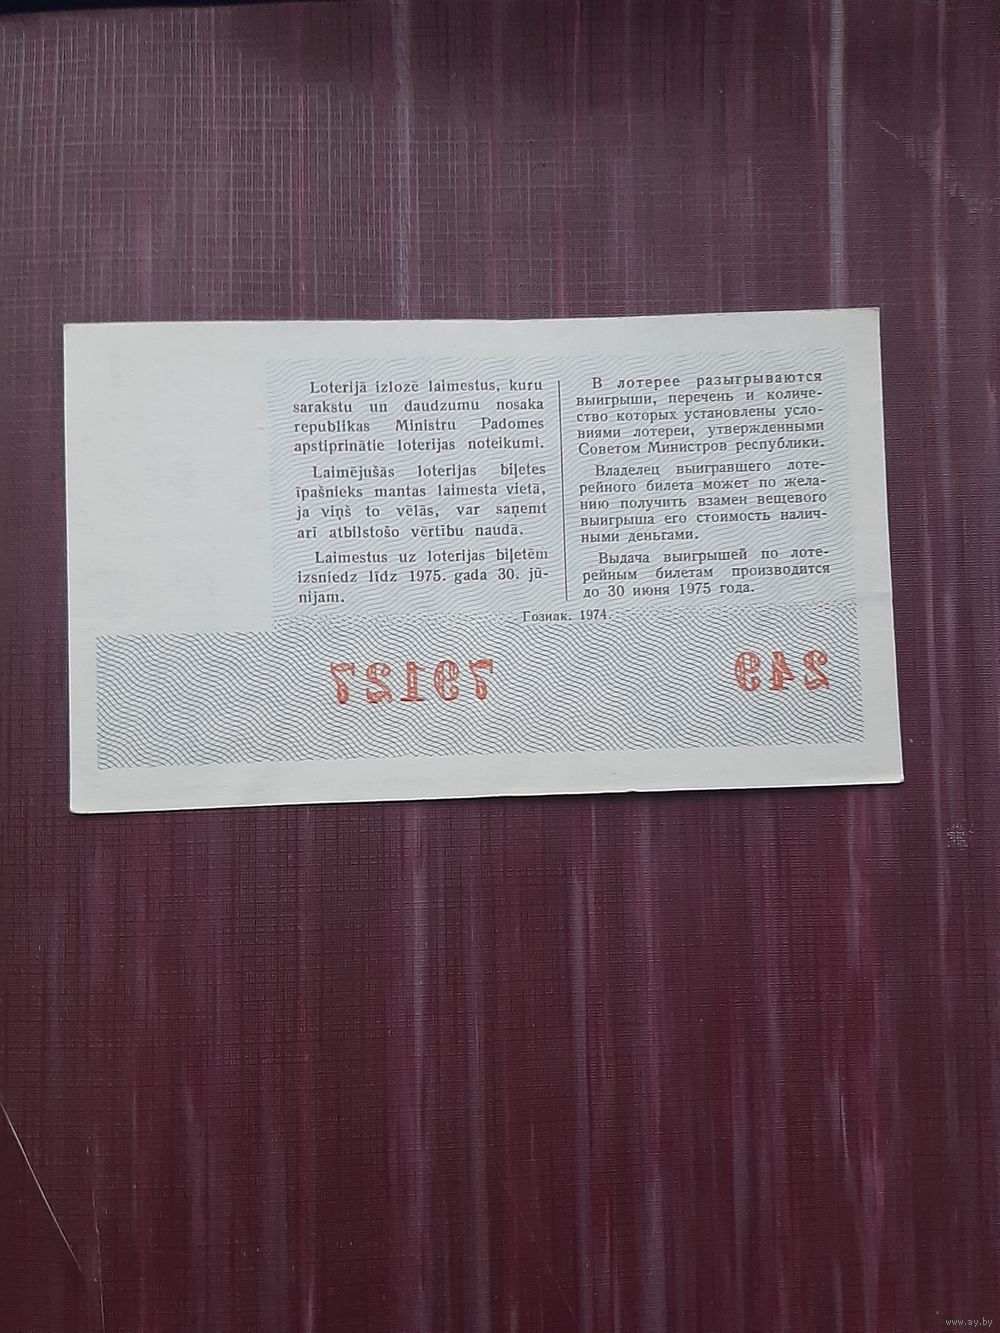 Loterijā izlozē laimestus, kuru
sarakstu un daudzumu nosaka
republikas Ministru Padomes
apstiprinātie loterijas noteikumi.
Laimējušās loterijas biļetes
īpašnieks mantas laimesta vietā,
ja viņš to vēlas, var saņemt
arī atbilstošo vērtību naudā.
Laimestus uz loterijas biļetēm
izsniedz līdz 1975. gada 30. jū-
nijam.
В лотерее разыгрываются
выигрыши, перечень и количе-
ство которых установлены усло-
виями лотереи, утвержденными
Советом Министров республики.
Владелец выигравшего лоте-
рейного билета может по жела-
нию получить взамен вещевого
выигрыша его стоимость налич-
ными деньгами.
Выдача выигрышей по лоте-
рейным билетам производится
до 30 июня 1975 года.
Гознак. 1974.
79127
249
www.ay.by